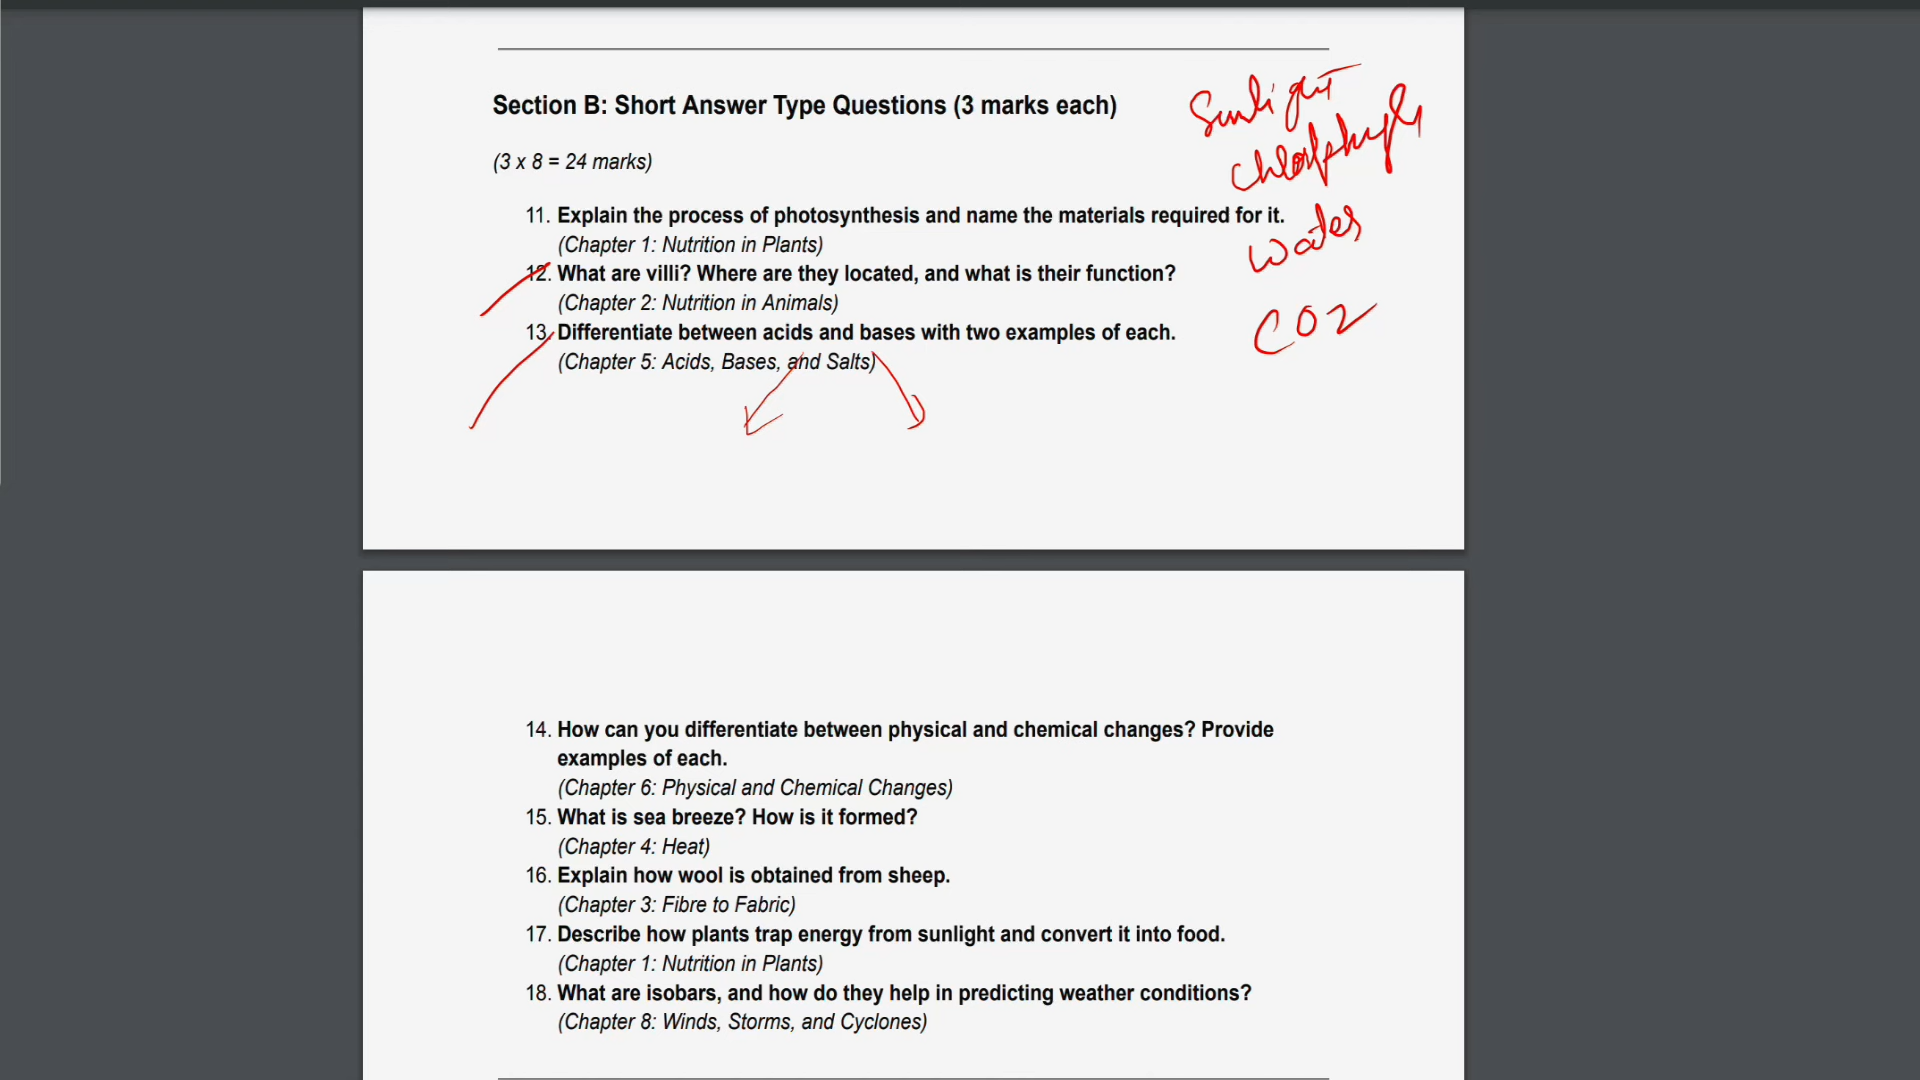 Section B: Short Answer Type Questions (3 marks each)
(3 x 8 = 24 marks)
Sunlight
chlorophyll
water
CO2
11. Explain the process of photosynthesis and name the materials required for it.
(Chapter 1: Nutrition in Plants)
12. What are villi? Where are they located, and what is their function?
(Chapter 2: Nutrition in Animals)
13. Differentiate between acids and bases with two examples of each.
(Chapter 5: Acids, Bases, and Salts)
14. How can you differentiate between physical and chemical changes? Provide
examples of each.
(Chapter 6: Physical and Chemical Changes)
15. What is sea breeze? How is it formed?
(Chapter 4: Heat)
16. Explain how wool is obtained from sheep.
(Chapter 3: Fibre to Fabric)
17. Describe how plants trap energy from sunlight and convert it into food.
(Chapter 1: Nutrition in Plants)
18. What are isobars, and how do they help in predicting weather conditions?
(Chapter 8: Winds, Storms, and Cyclones)